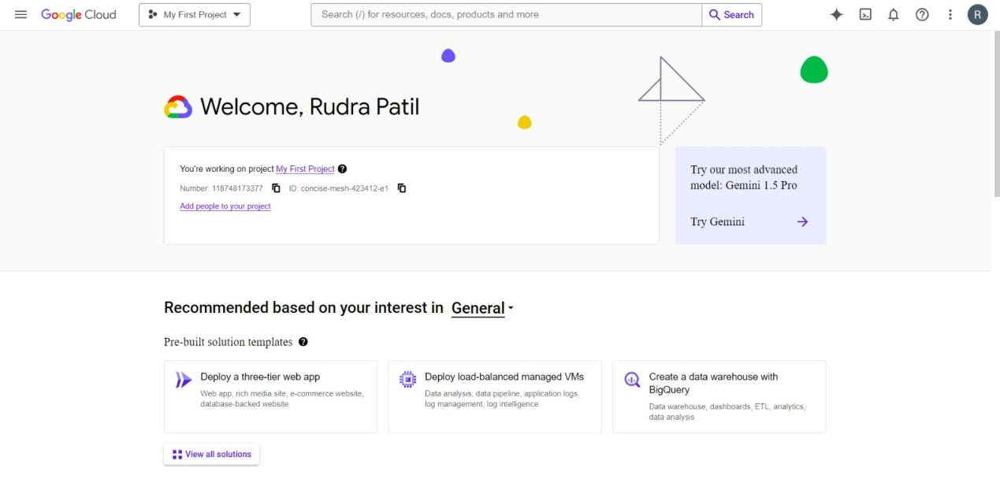 Google Cloud
My First Project
Search (/) for resources, docs, products and more
Search
R
Welcome, Rudra Patil
You're working on project My First Project
Number: 118748173377 ID: concise-mesh-423412-e1
Add people to your project
Try our most advanced
model: Gemini 1.5 Pro
Try Gemini
Recommended based on your interest in General
Pre-built solution templates
Deploy a three-tier web app
Web app, rich media site, e-commerce website,
database-backed website
Deploy load-balanced managed VMs
Data analysis, data pipeline, application logs,
log management, log intelligence
Create a data warehouse with
BigQuery
Data warehouse, dashboards, ETL, analytics,
data analysis
View all solutions